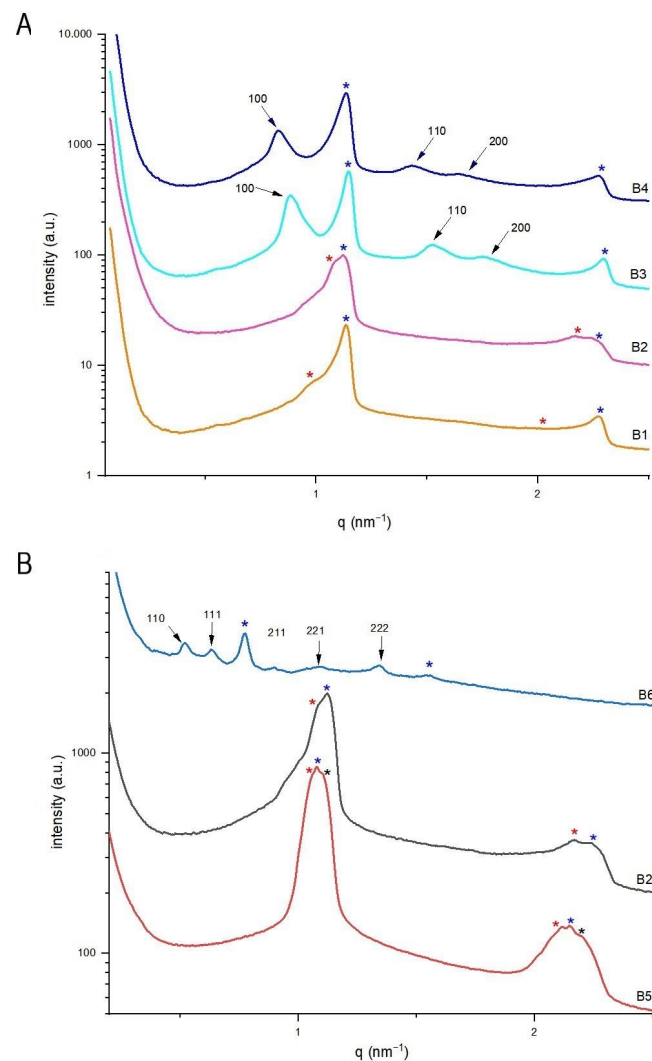 A
10.000
1000
100
10
1
intensity (a.u.)
100
*
110
200
*
B4
100
*
110
200
*
B3
* *
* *
B2
*
*
*
*
B1
1
2
q (nm⁻¹)
B
1000
100
intensity (a.u.)
110
111
*
211
221
222
*
B6
* *
* *
B2
* * *
* * *
B5
1
2
q (nm⁻¹)